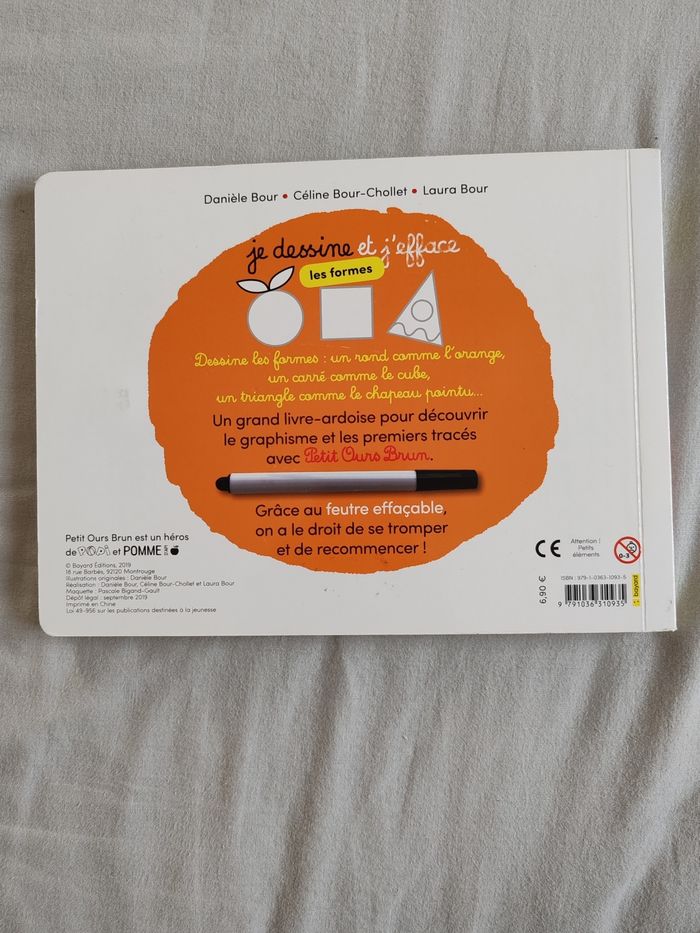 Danièle Bour • Céline Bour-Chollet • Laura Bour
je dessine et j'efface
les formes
Dessine les formes : un rond comme l'orange,
un carré comme le cube,
un triangle comme le chapeau pointu...
Un grand livre-ardoise pour découvrir
le graphisme et les premiers tracés
avec Petit Ours Brun.
Grâce au feutre effaçable,
on a le droit de se tromper
et de recommencer !
Petit Ours Brun est un héros
de POPI et POMME D'API
© Bayard Éditions, 2019
18 rue Barbès, 92120 Montrouge
Illustrations originales : Danièle Bour
Réalisation : Danièle Bour, Céline Bour-Chollet et Laura Bour
Maquette : Pascale Bigand-Gault
Dépôt légal : septembre 2019
Imprimé en Chine
Loi 49-956 sur les publications destinées à la jeunesse
CE
Attention !
Petits
éléments
0-3
6,90 €
ISBN : 979-1-0363-1093-5
9 791036 310935
bayard